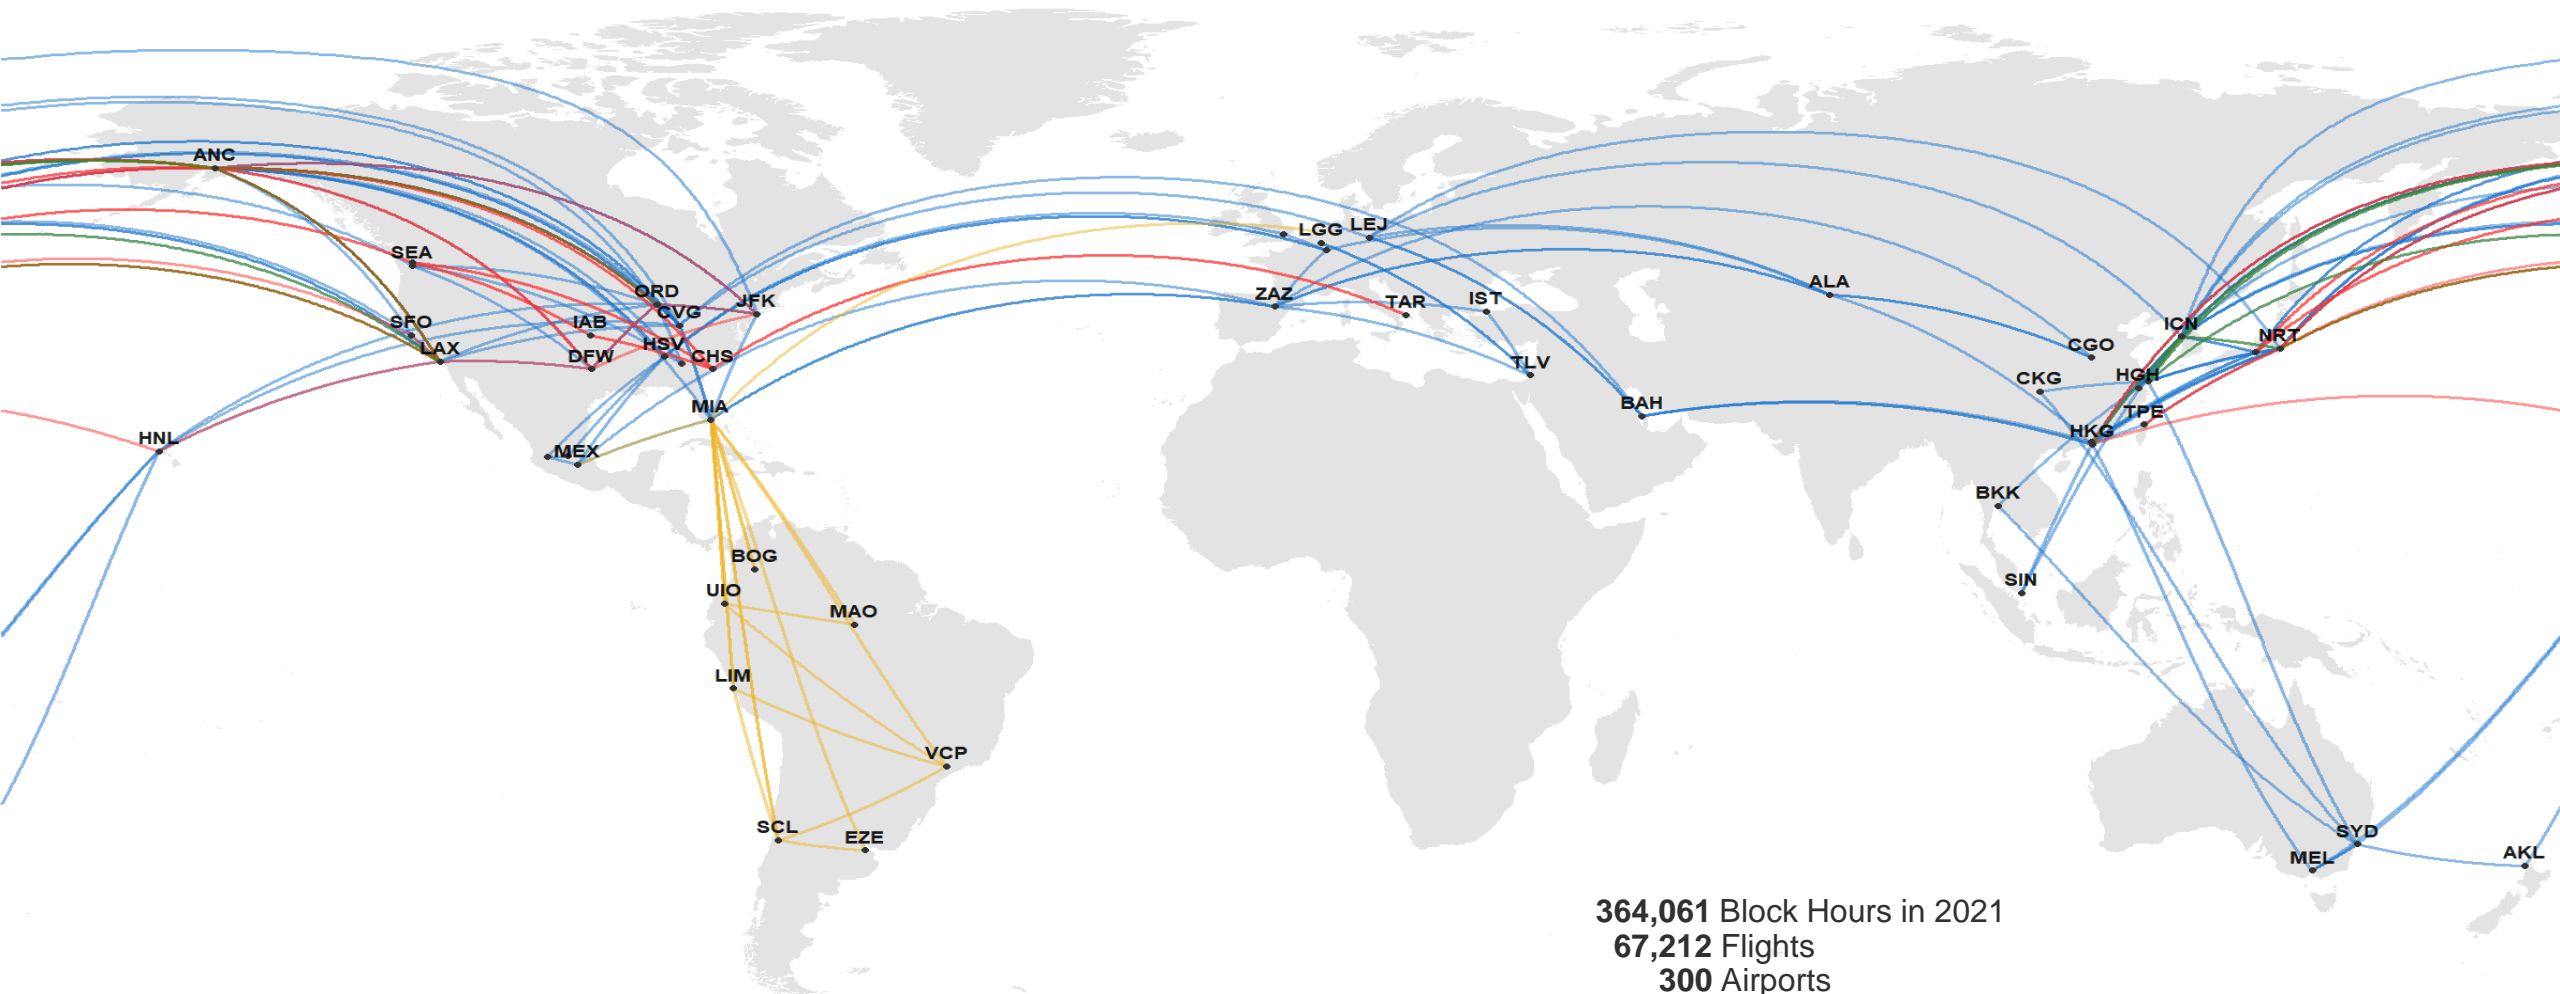 ANC
SEA
SFO
LAX
IAB
DFW
ORD
CVG
HSV
CHS
JFK
MIA
HNL
MEX
BOG
UIO
MAO
LIM
VCP
SCL
EZE
LGG
LEJ
ZAZ
TAR
IST
TLV
BAH
ALA
CGO
CKG
ICN
NRT
HGH
TPE
HKG
BKK
SIN
SYD
MEL
AKL
364,061 Block Hours in 2021
67,212 Flights
300 Airports